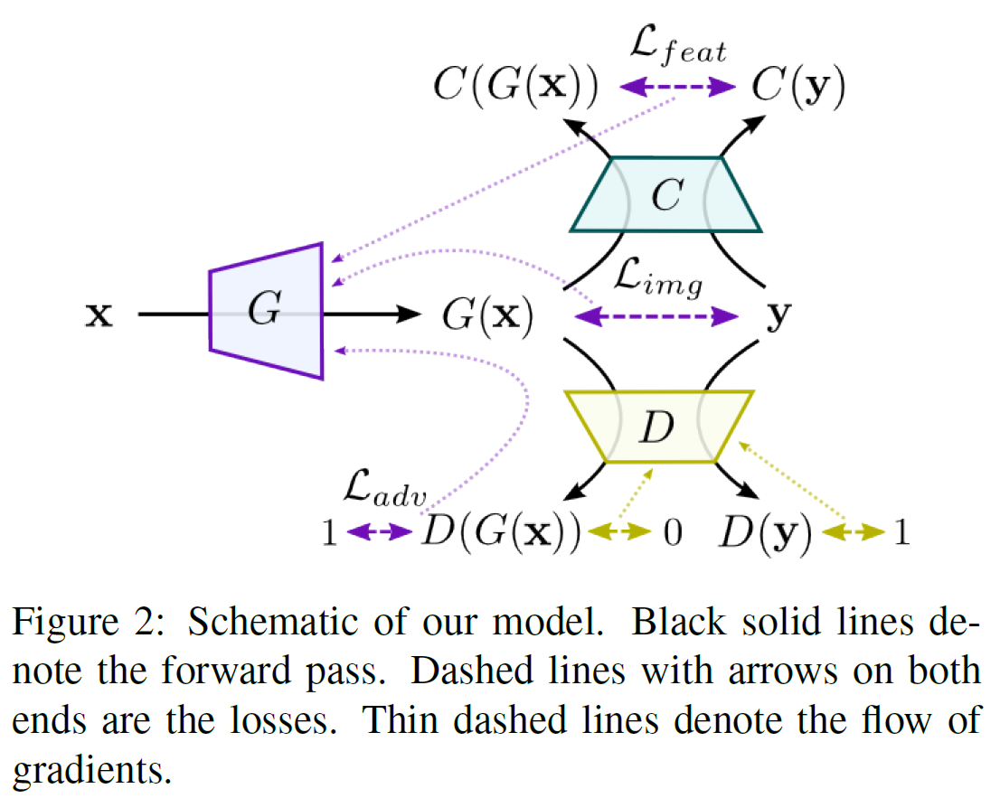 ℒ_feat
C(G(𝐱)) C(𝐲)
C
ℒ_img
𝐱 G G(𝐱) 𝐲
D
ℒ_adv
1 D(G(𝐱)) 0 D(𝐲) 1
Figure 2: Schematic of our model. Black solid lines de-
note the forward pass. Dashed lines with arrows on both
ends are the losses. Thin dashed lines denote the flow of
gradients.